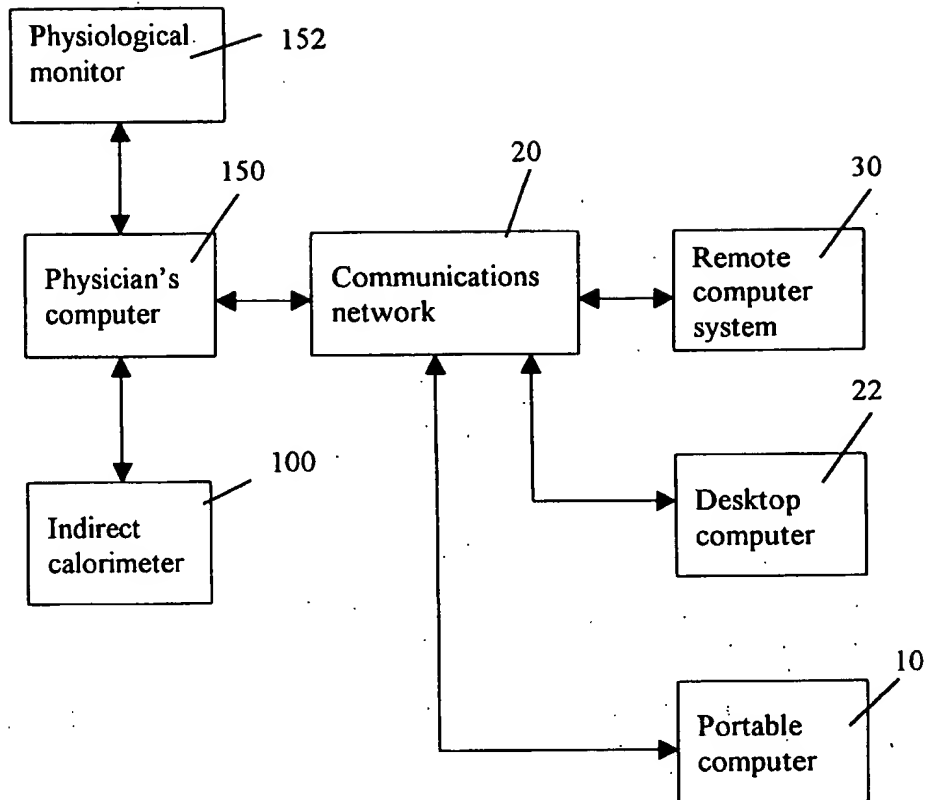 Physiological
monitor
152
150
20
30
Physician's
computer
Communications
network
Remote
computer
system
22
100
Indirect
calorimeter
Desktop
computer
10
Portable
computer